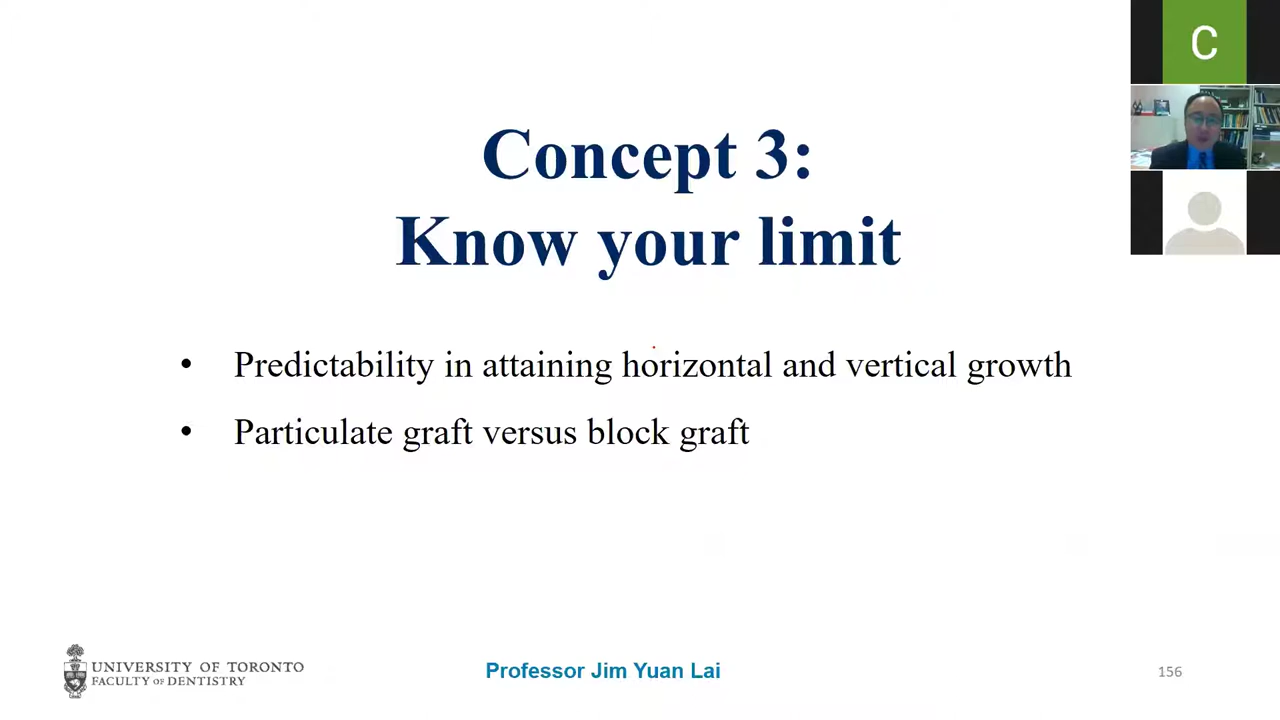 C
Concept 3:
Know your limit
• Predictability in attaining horizontal and vertical growth
• Particulate graft versus block graft
UNIVERSITY OF TORONTO
FACULTY OF DENTISTRY
Professor Jim Yuan Lai
156